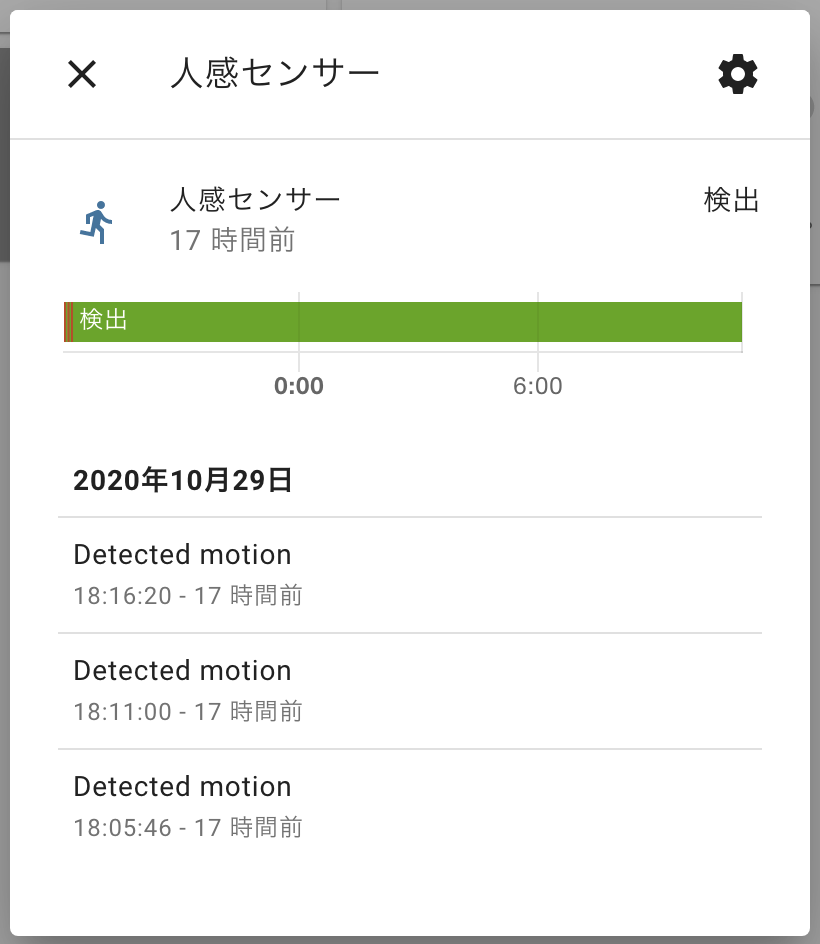 人感センサー
人感センサー
検出
17 時間前
検出
0:00
6:00
2020年10月29日
Detected motion
18:16:20 - 17 時間前
Detected motion
18:11:00 - 17 時間前
Detected motion
18:05:46 - 17 時間前